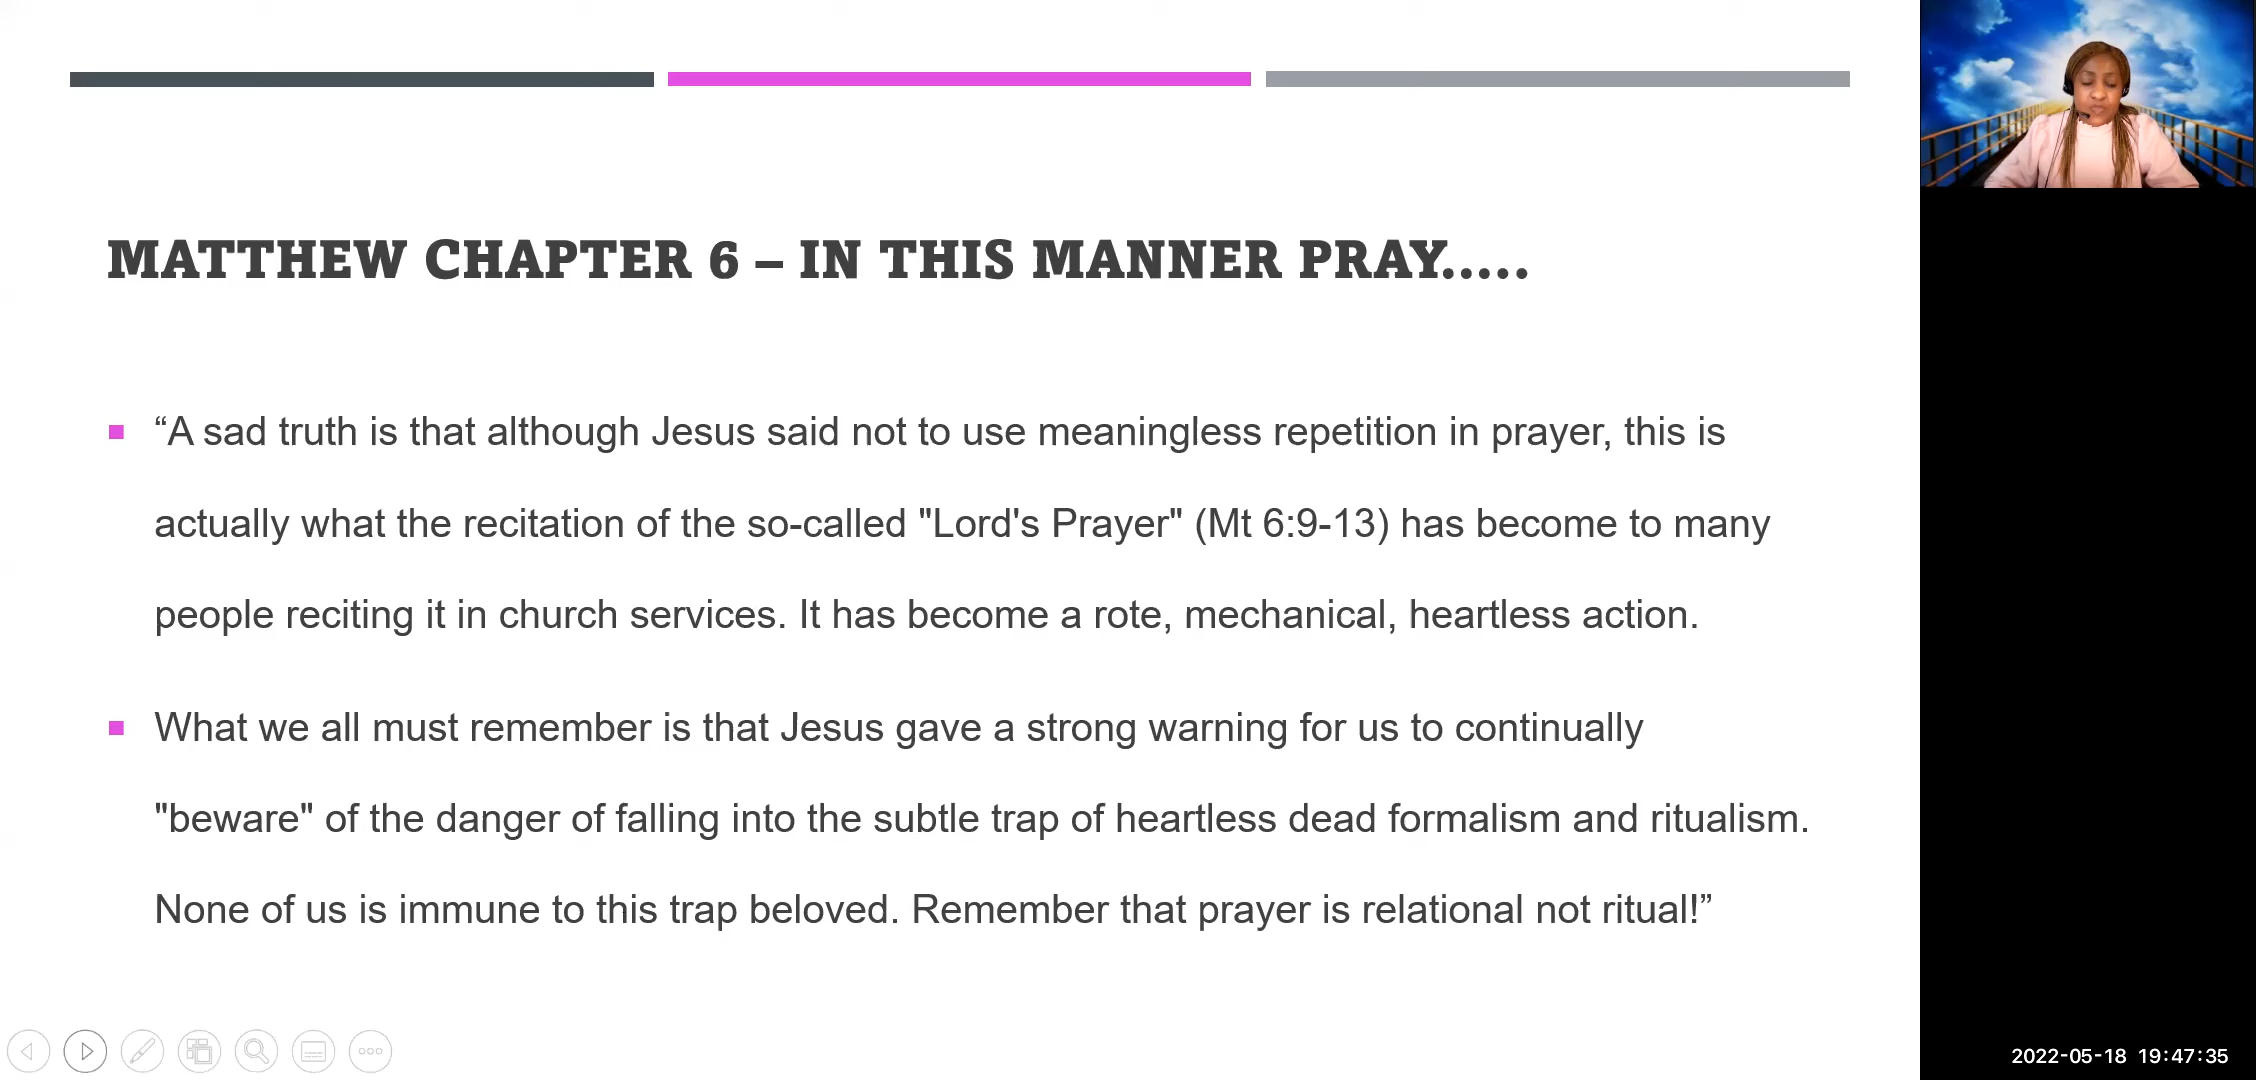 MATTHEW CHAPTER 6 – IN THIS MANNER PRAY.....
“A sad truth is that although Jesus said not to use meaningless repetition in prayer, this is
actually what the recitation of the so-called "Lord's Prayer" (Mt 6:9-13) has become to many
people reciting it in church services. It has become a rote, mechanical, heartless action.
What we all must remember is that Jesus gave a strong warning for us to continually
"beware" of the danger of falling into the subtle trap of heartless dead formalism and ritualism.
None of us is immune to this trap beloved. Remember that prayer is relational not ritual!”
2022-05-18 19:47:35